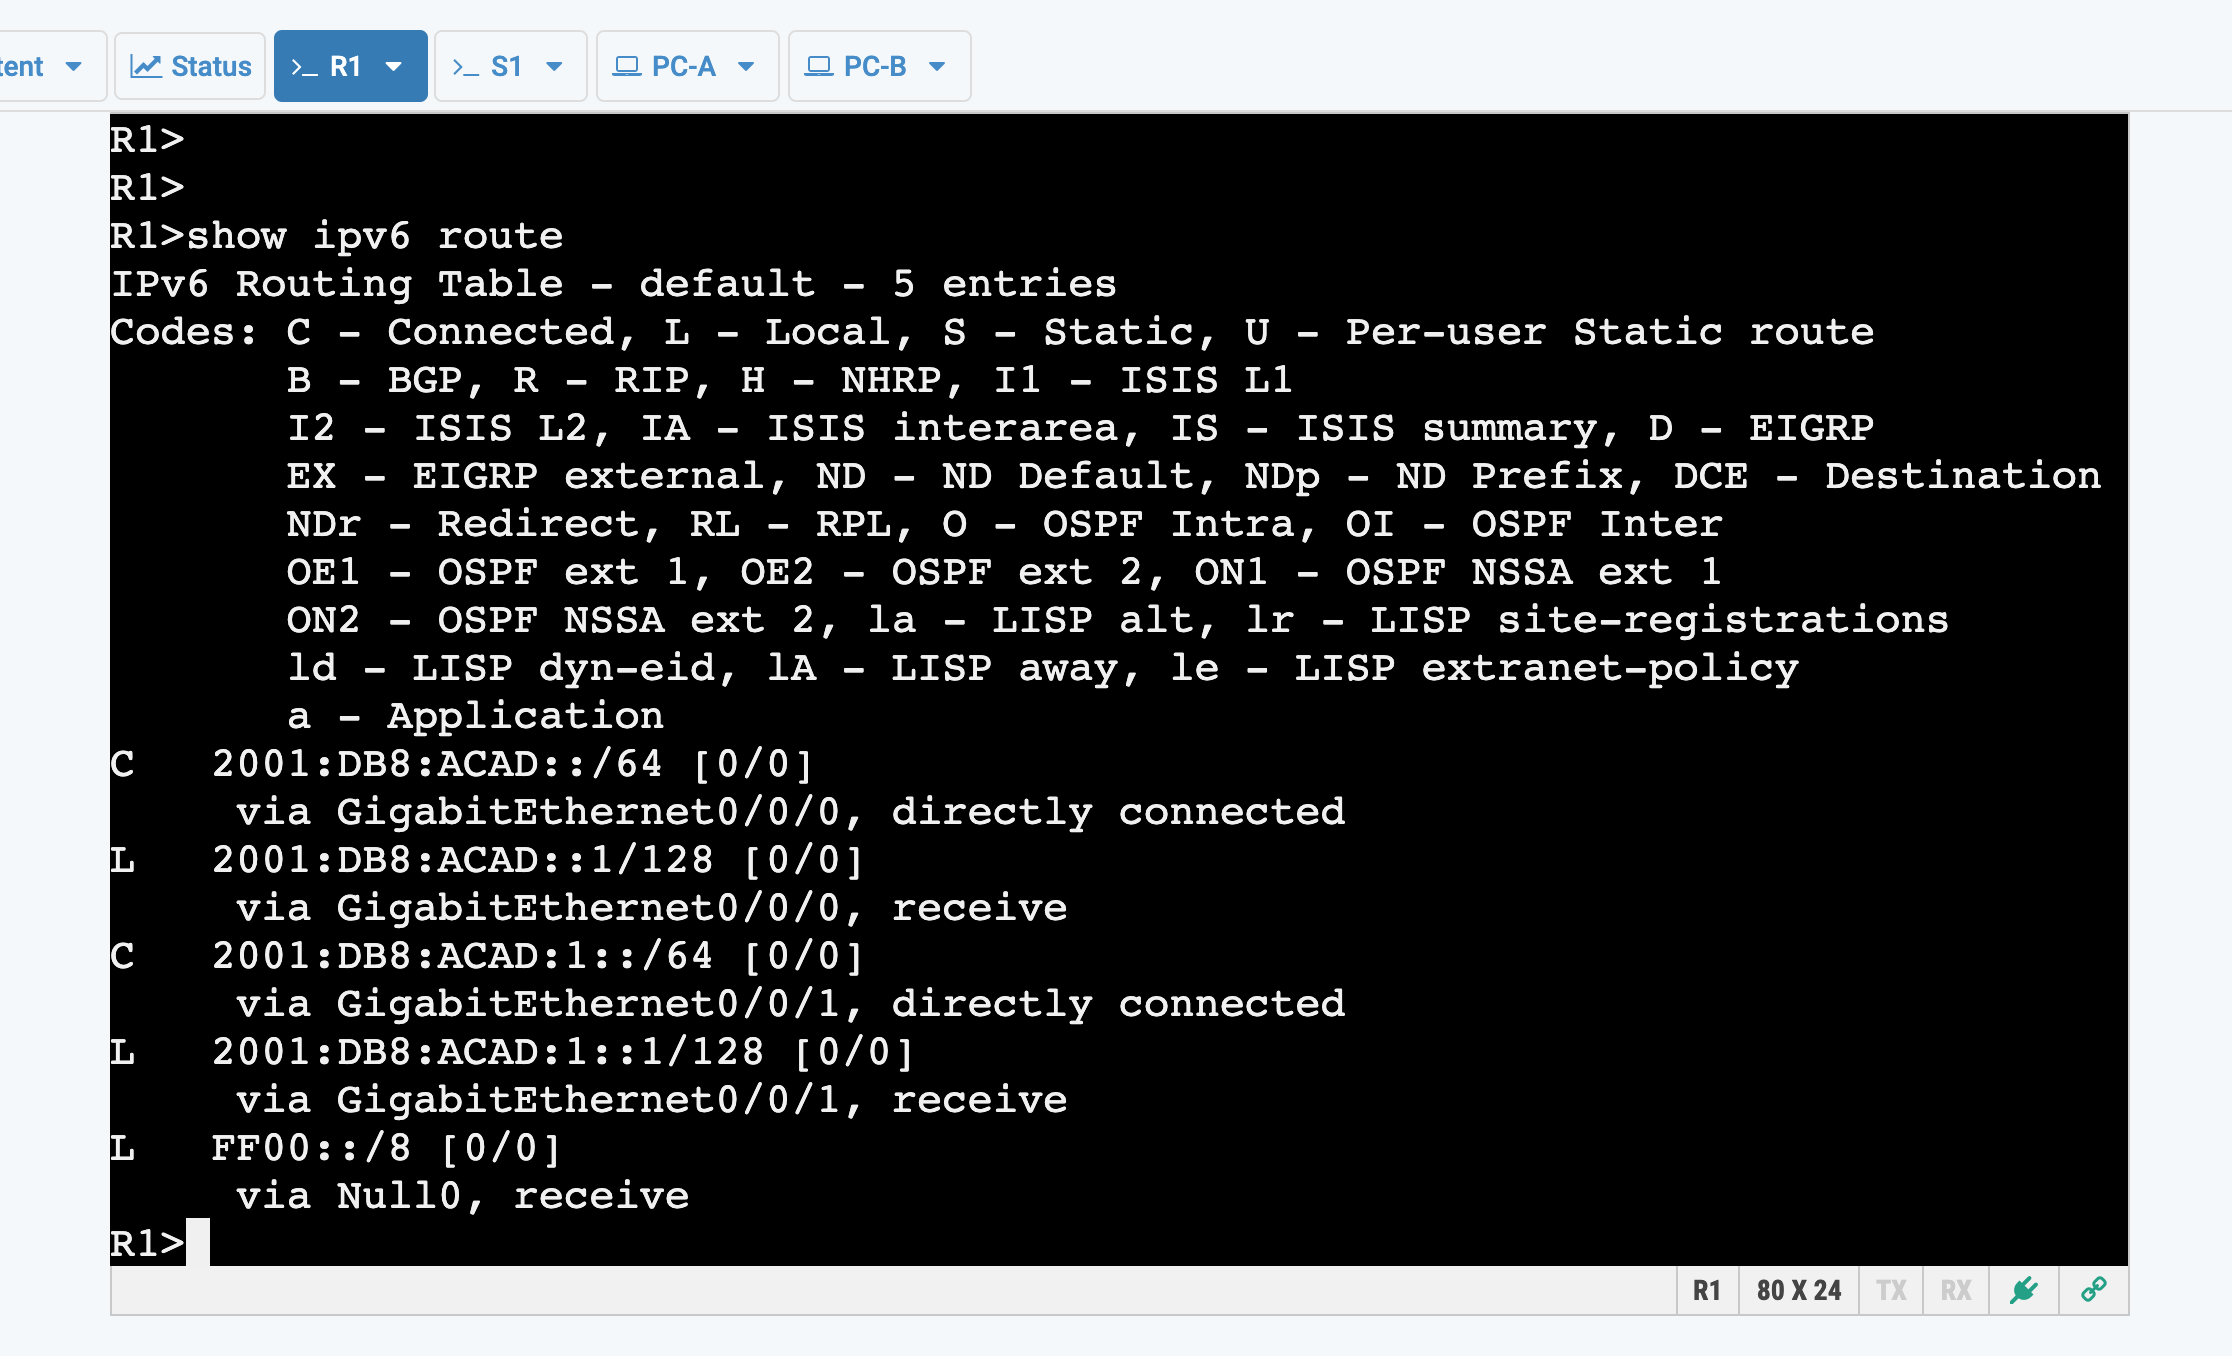 Status
R1
S1
PC-A
PC-B
R1>
R1>
R1>show ipv6 route
IPv6 Routing Table - default - 5 entries
Codes: C - Connected, L - Local, S - Static, U - Per-user Static route
B - BGP, R - RIP, H - NHRP, I1 - ISIS L1
I2 - ISIS L2, IA - ISIS interarea, IS - ISIS summary, D - EIGRP
EX - EIGRP external, ND - ND Default, NDp - ND Prefix, DCE - Destination
NDr - Redirect, RL - RPL, O - OSPF Intra, OI - OSPF Inter
OE1 - OSPF ext 1, OE2 - OSPF ext 2, ON1 - OSPF NSSA ext 1
ON2 - OSPF NSSA ext 2, la - LISP alt, lr - LISP site-registrations
ld - LISP dyn-eid, lA - LISP away, le - LISP extranet-policy
a - Application
C 2001:DB8:ACAD::/64 [0/0]
via GigabitEthernet0/0/0, directly connected
L 2001:DB8:ACAD::1/128 [0/0]
via GigabitEthernet0/0/0, receive
C 2001:DB8:ACAD:1::/64 [0/0]
via GigabitEthernet0/0/1, directly connected
L 2001:DB8:ACAD:1::1/128 [0/0]
via GigabitEthernet0/0/1, receive
L FF00::/8 [0/0]
via Null0, receive
R1>
R1
80 X 24
TX
RX